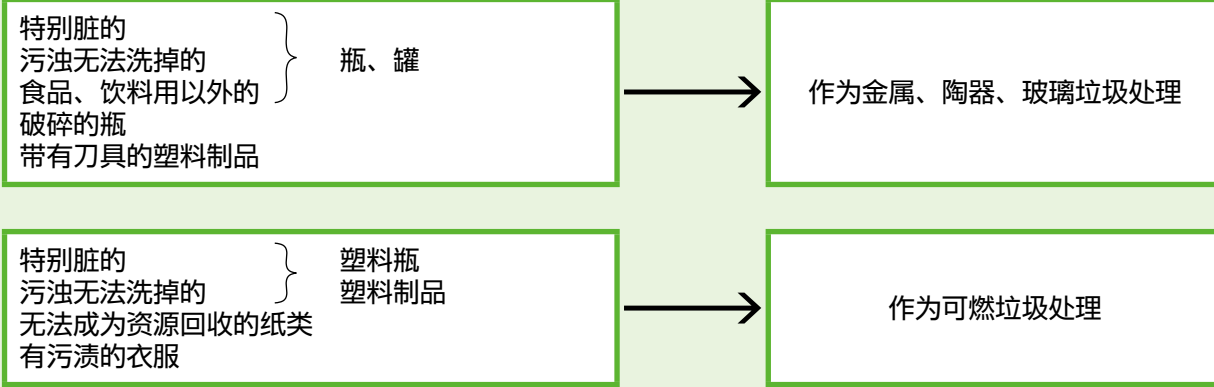 特别脏的
污浊无法洗掉的
食品、饮料用以外的
瓶、罐
破碎的瓶
带有刀具的塑料制品
作为金属、陶器、玻璃垃圾处理
特别脏的
污浊无法洗掉的
塑料瓶
塑料制品
无法成为资源回收的纸类
有污渍的衣服
作为可燃垃圾处理